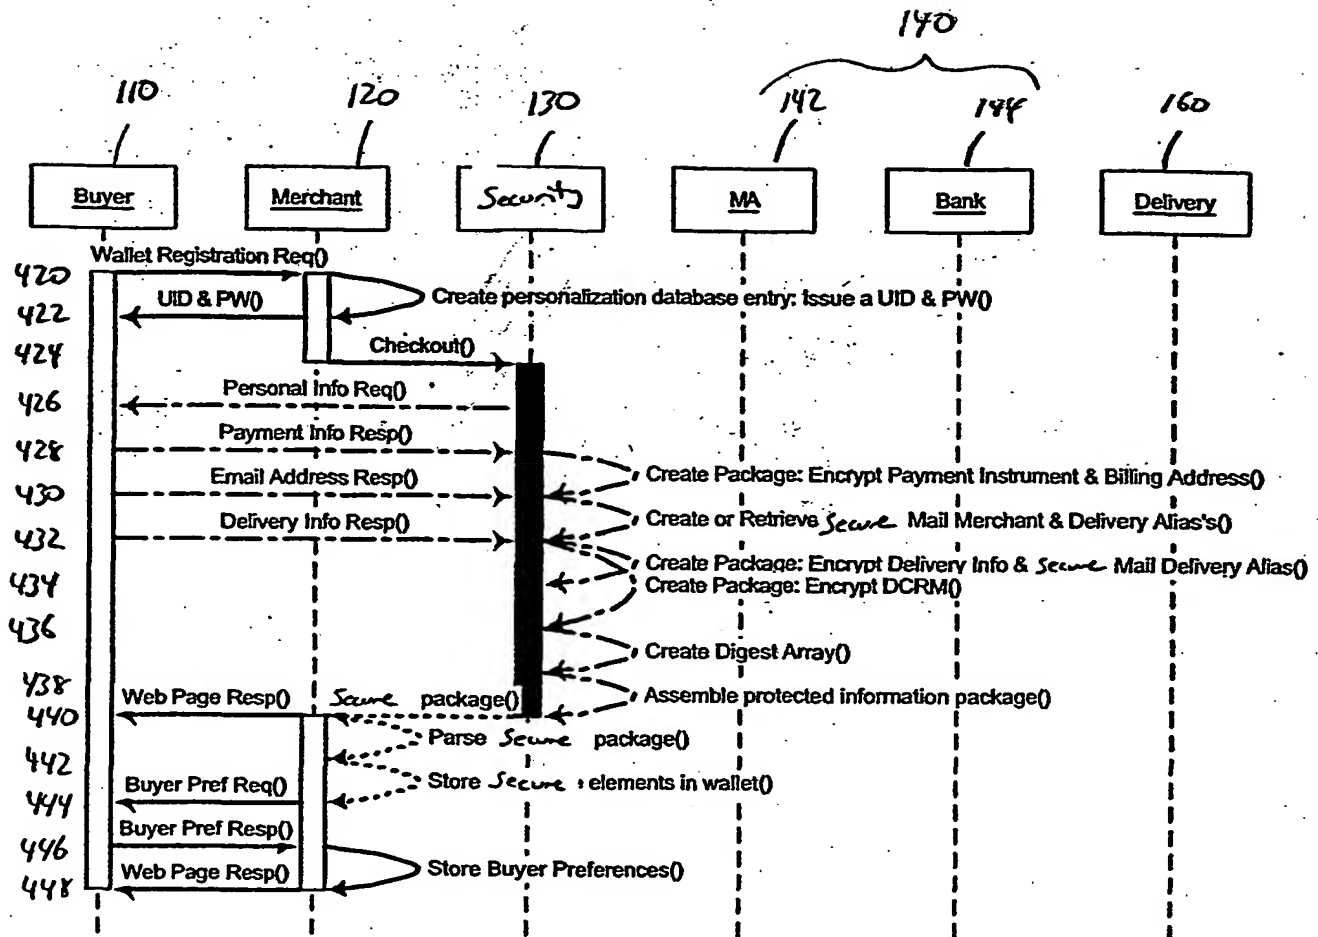 140
110 120 130 142 144 160
Buyer Merchant Security MA Bank Delivery
Wallet Registration Req()
420
UID & PW() Create personalization database entry: Issue a UID & PW()
422
Checkout()
424
Personal Info Req()
426
Payment Info Resp()
428
Email Address Resp() Create Package: Encrypt Payment Instrument & Billing Address()
430
Delivery Info Resp() Create or Retrieve Secure Mail Merchant & Delivery Alias's()
432
Create Package: Encrypt Delivery Info & Secure Mail Delivery Alias()
434 Create Package: Encrypt DCRM()
436
Create Digest Array()
438
Web Page Resp() Secure package() Assemble protected information package()
440
Parse Secure package()
442
Buyer Pref Req() Store Secure elements in wallet()
444
Buyer Pref Resp()
446
Web Page Resp() Store Buyer Preferences()
448